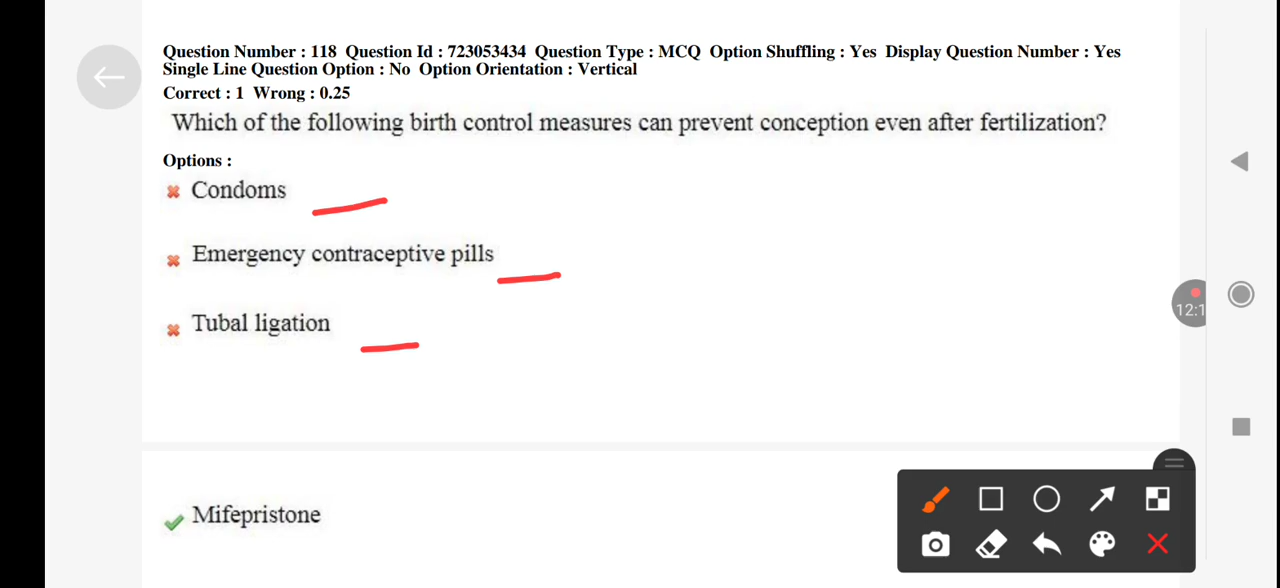 Question Number : 118 Question Id : 723053434 Question Type : MCQ Option Shuffling : Yes Display Question Number : Yes
Single Line Question Option : No Option Orientation : Vertical
Correct : 1 Wrong : 0.25
Which of the following birth control measures can prevent conception even after fertilization?
Options :
Condoms
Emergency contraceptive pills
Tubal ligation
12:1
Mifepristone